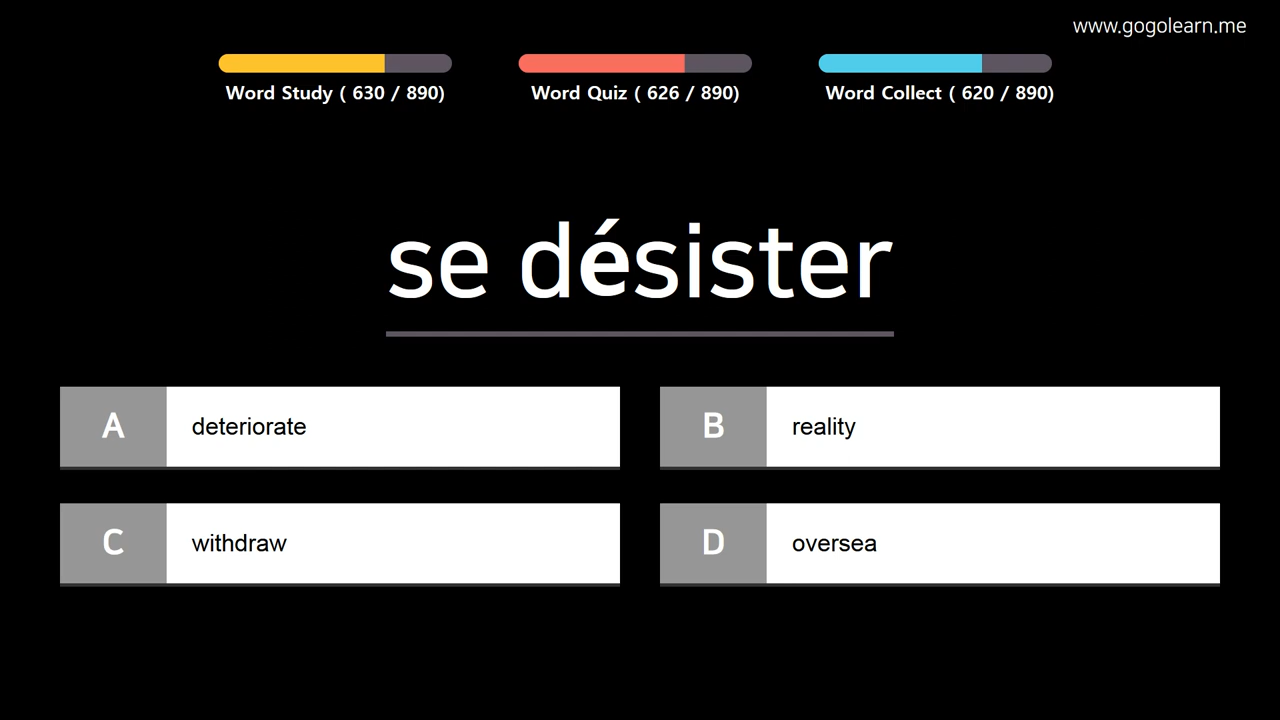 www.gogolearn.me
Word Study ( 630 / 890)
Word Quiz ( 626 / 890)
Word Collect ( 620 / 890)
se désister
A deteriorate
B reality
C withdraw
D oversea